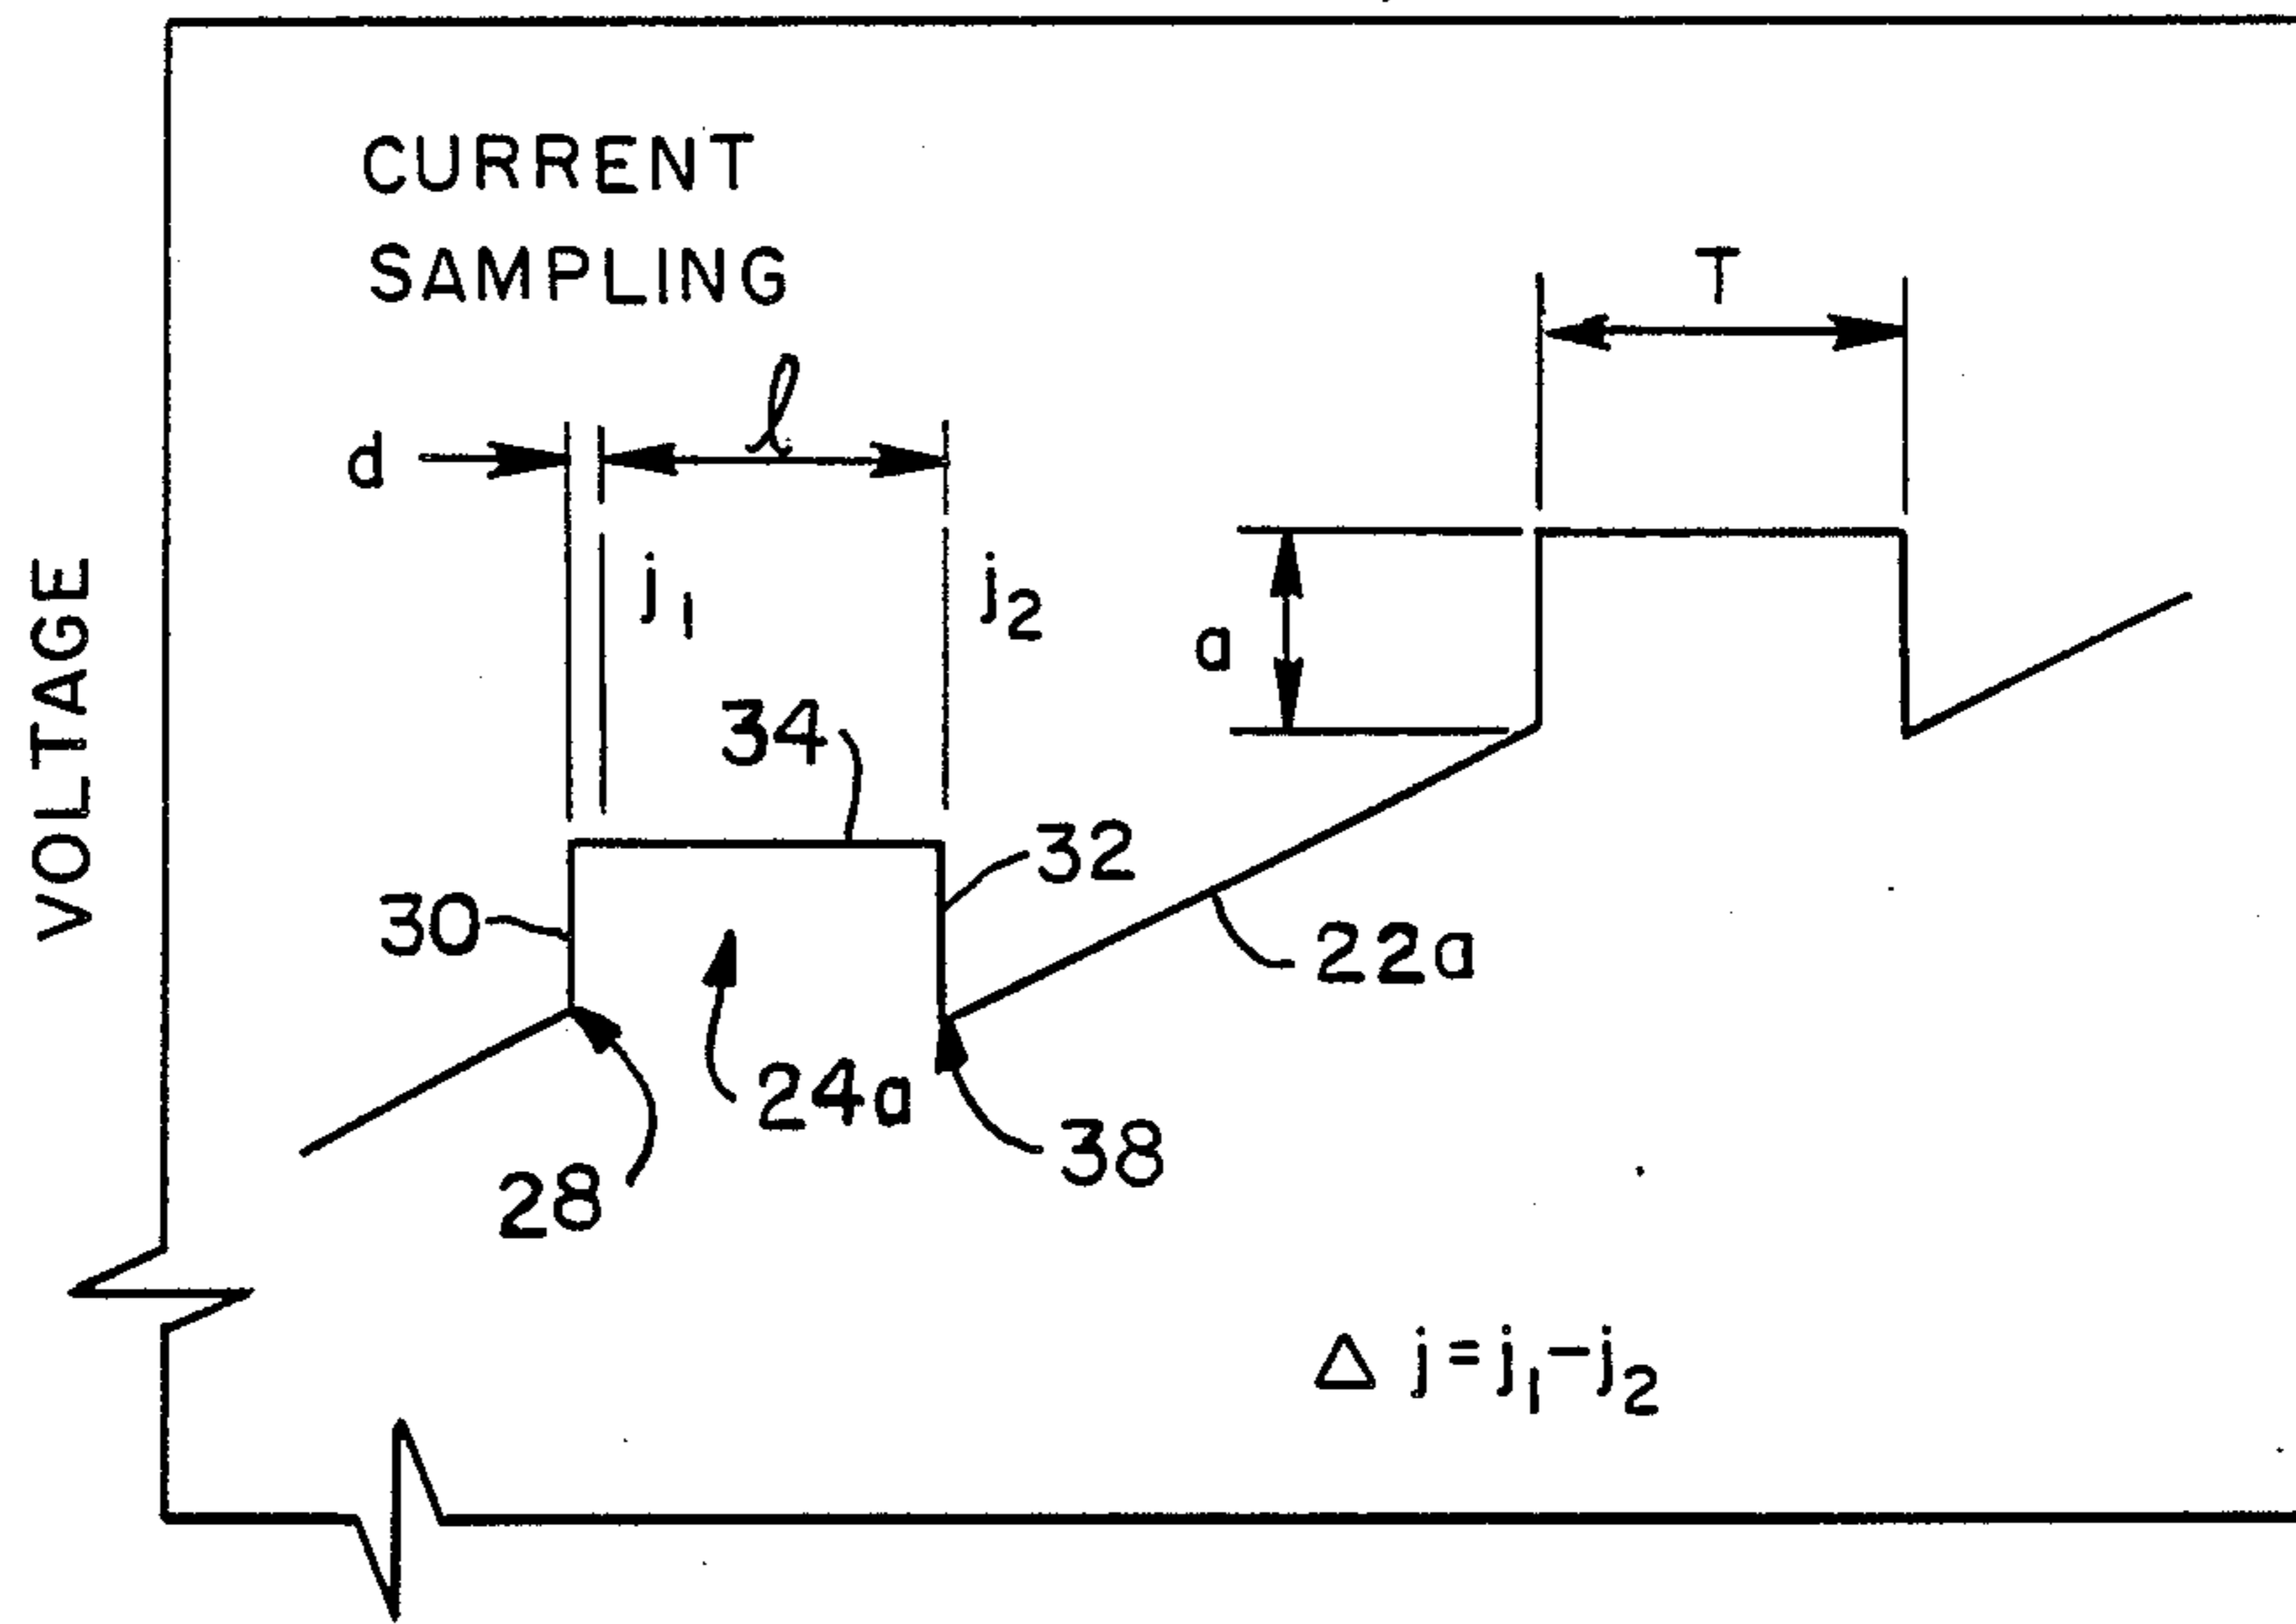 CURRENT
SAMPLING
T
ℓ
d
j₁
j₂
a
VOLTAGE
34
32
30
22a
24a
38
28
Δ j=j₁-j₂